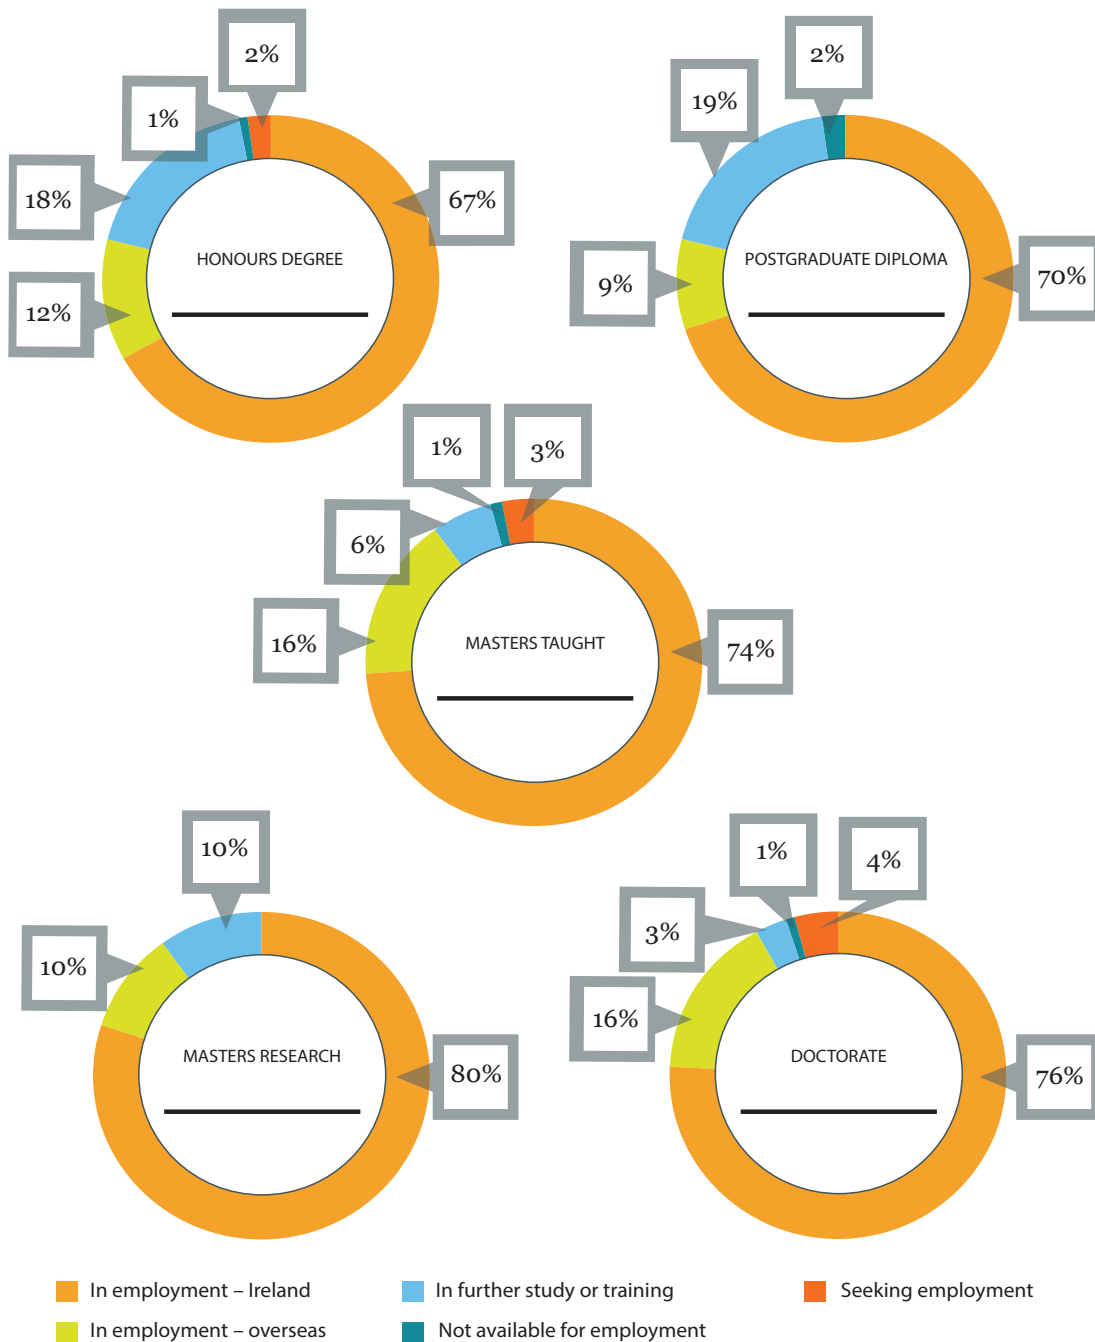 2%
2%
1%
19%
18%
67%
HONOURS DEGREE
POSTGRADUATE DIPLOMA
12%
9%
70%
1%
3%
6%
16%
MASTERS TAUGHT
74%
10%
1%
4%
10%
3%
16%
MASTERS RESEARCH
80%
DOCTORATE
76%
In employment – Ireland
In further study or training
Seeking employment
In employment – overseas
Not available for employment